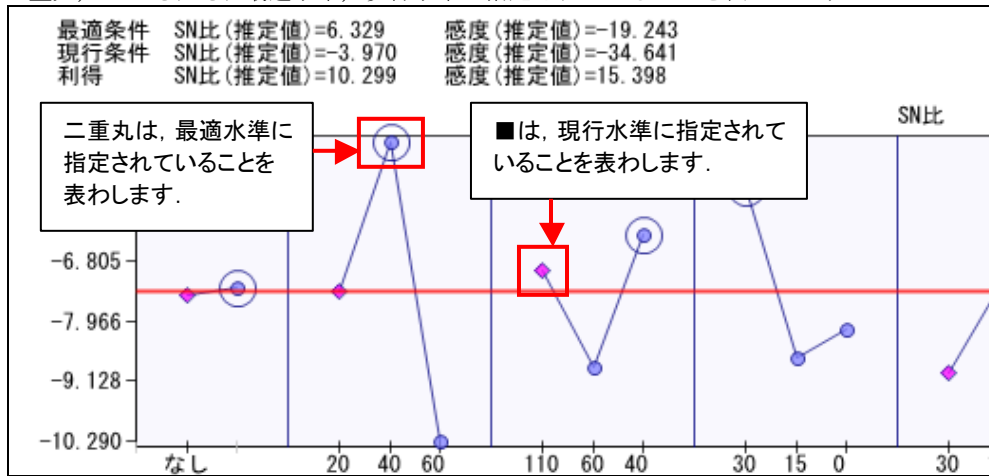 最適条件 SN比(推定値)=6.329 感度(推定値)=-19.243
現行条件 SN比(推定値)=-3.970 感度(推定値)=-34.641
利得 SN比(推定値)=10.299 感度(推定値)=15.398
SN比
二重丸は，最適水準に
指定されていることを
表わします．
■は，現行水準に指定されて
いることを表わします．
-6.805
-7.966
-9.128
-10.290
なし 20 40 60 110 60 40 30 15 0 30